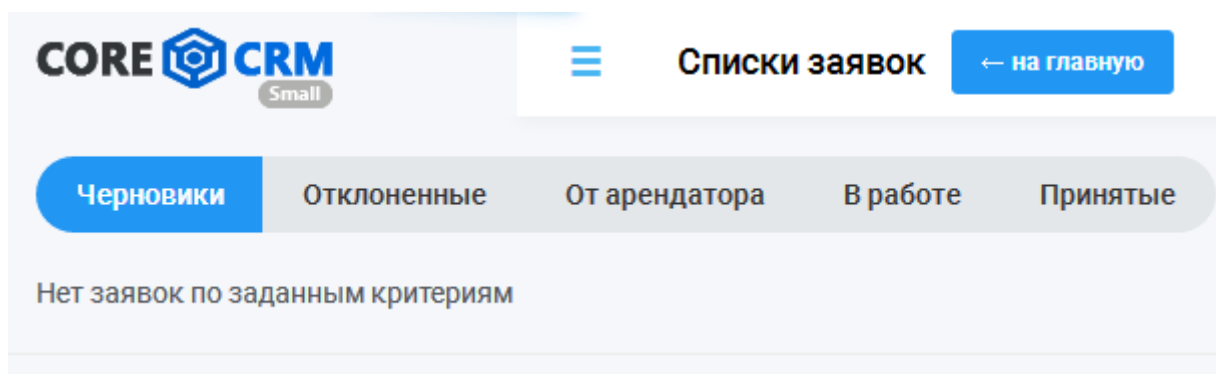 CORE CRM
Small
Списки заявок
← на главную
Черновики Отклоненные От арендатора В работе Принятые
Нет заявок по заданным критериям